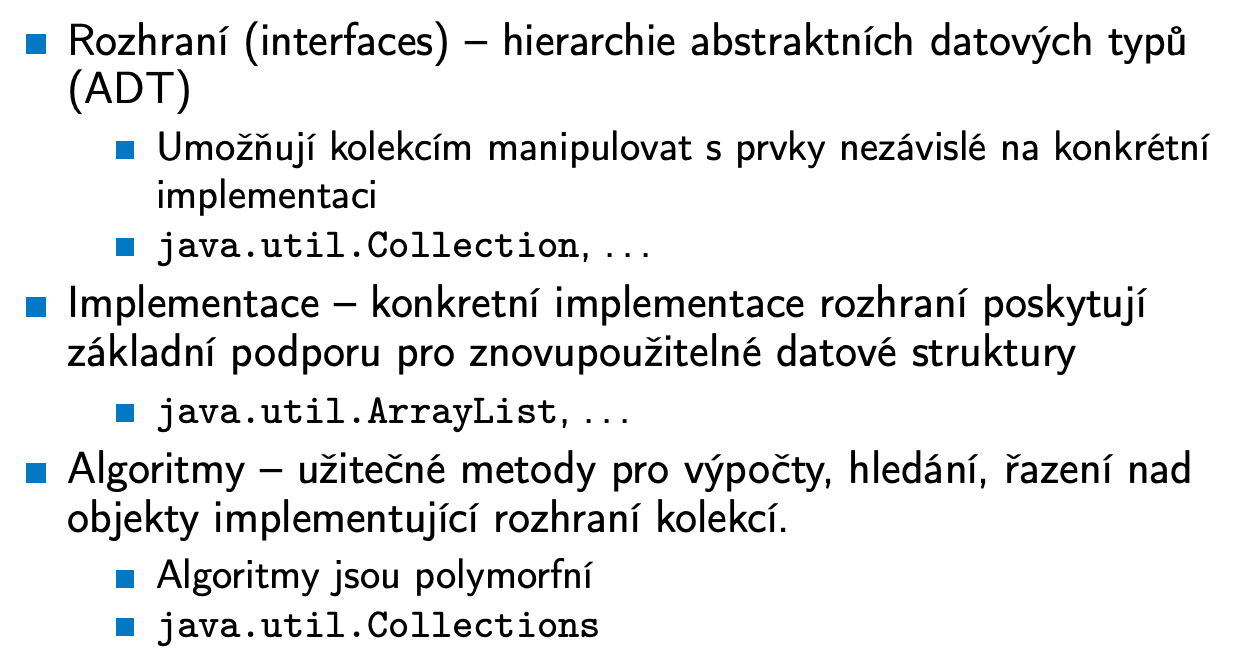 Rozhraní (interfaces) – hierarchie abstraktních datových typů
(ADT)
Umožňují kolekcím manipulovat s prvky nezávislé na konkrétní
implementaci
java.util.Collection, ...
Implementace – konkretní implementace rozhraní poskytují
základní podporu pro znovupoužitelné datové struktury
java.util.ArrayList, ...
Algoritmy – užitečné metody pro výpočty, hledání, řazení nad
objekty implementující rozhraní kolekcí.
Algoritmy jsou polymorfní
java.util.Collections